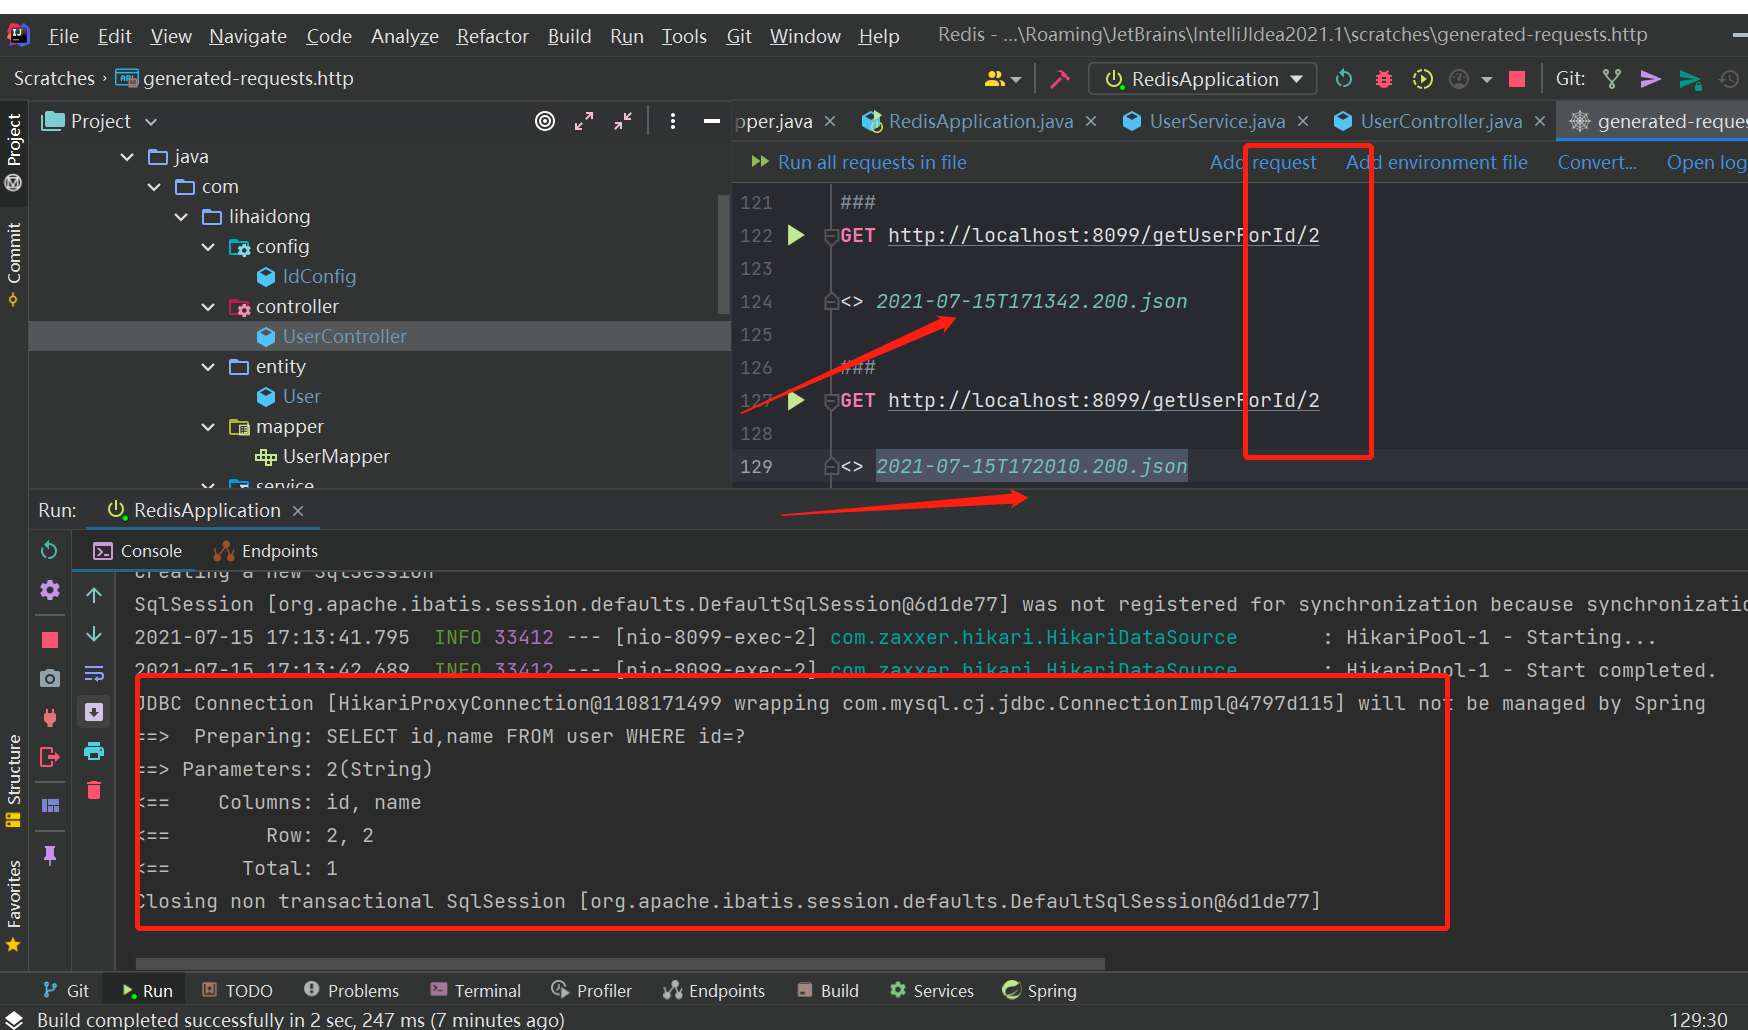 File Edit View Navigate Code Analyze Refactor Build Run Tools Git Window Help Redis - ...\Roaming\JetBrains\IntelliJIdea2021.1\scratches\generated-requests.http
Scratches › generated-requests.http RedisApplication Git:
Project
pper.java RedisApplication.java UserService.java UserController.java generated-reques
Run all requests in file Add request Add environment file Convert... Open log
Project
Commit
Structure
Favorites
java
com
lihaidong
config
IdConfig
controller
UserController
entity
User
mapper
UserMapper
service
121 ###
122 GET http://localhost:8099/getUserForId/2
123
124 <> 2021-07-15T171342.200.json
125
126 ###
127 GET http://localhost:8099/getUserForId/2
128
129 <> 2021-07-15T172010.200.json
Run: RedisApplication
Console Endpoints
Creating a new SqlSession
SqlSession [org.apache.ibatis.session.defaults.DefaultSqlSession@6d1de77] was not registered for synchronization because synchronizatio
2021-07-15 17:13:41.795 INFO 33412 --- [nio-8099-exec-2] com.zaxxer.hikari.HikariDataSource : HikariPool-1 - Starting...
2021-07-15 17:13:42.689 INFO 33412 --- [nio-8099-exec-2] com.zaxxer.hikari.HikariDataSource : HikariPool-1 - Start completed.
JDBC Connection [HikariProxyConnection@1108171499 wrapping com.mysql.cj.jdbc.ConnectionImpl@4797d115] will not be managed by Spring
==> Preparing: SELECT id,name FROM user WHERE id=?
==> Parameters: 2(String)
<== Columns: id, name
<== Row: 2, 2
<== Total: 1
Closing non transactional SqlSession [org.apache.ibatis.session.defaults.DefaultSqlSession@6d1de77]
Git Run TODO Problems Terminal Profiler Endpoints Build Services Spring
Build completed successfully in 2 sec, 247 ms (7 minutes ago) 129:30